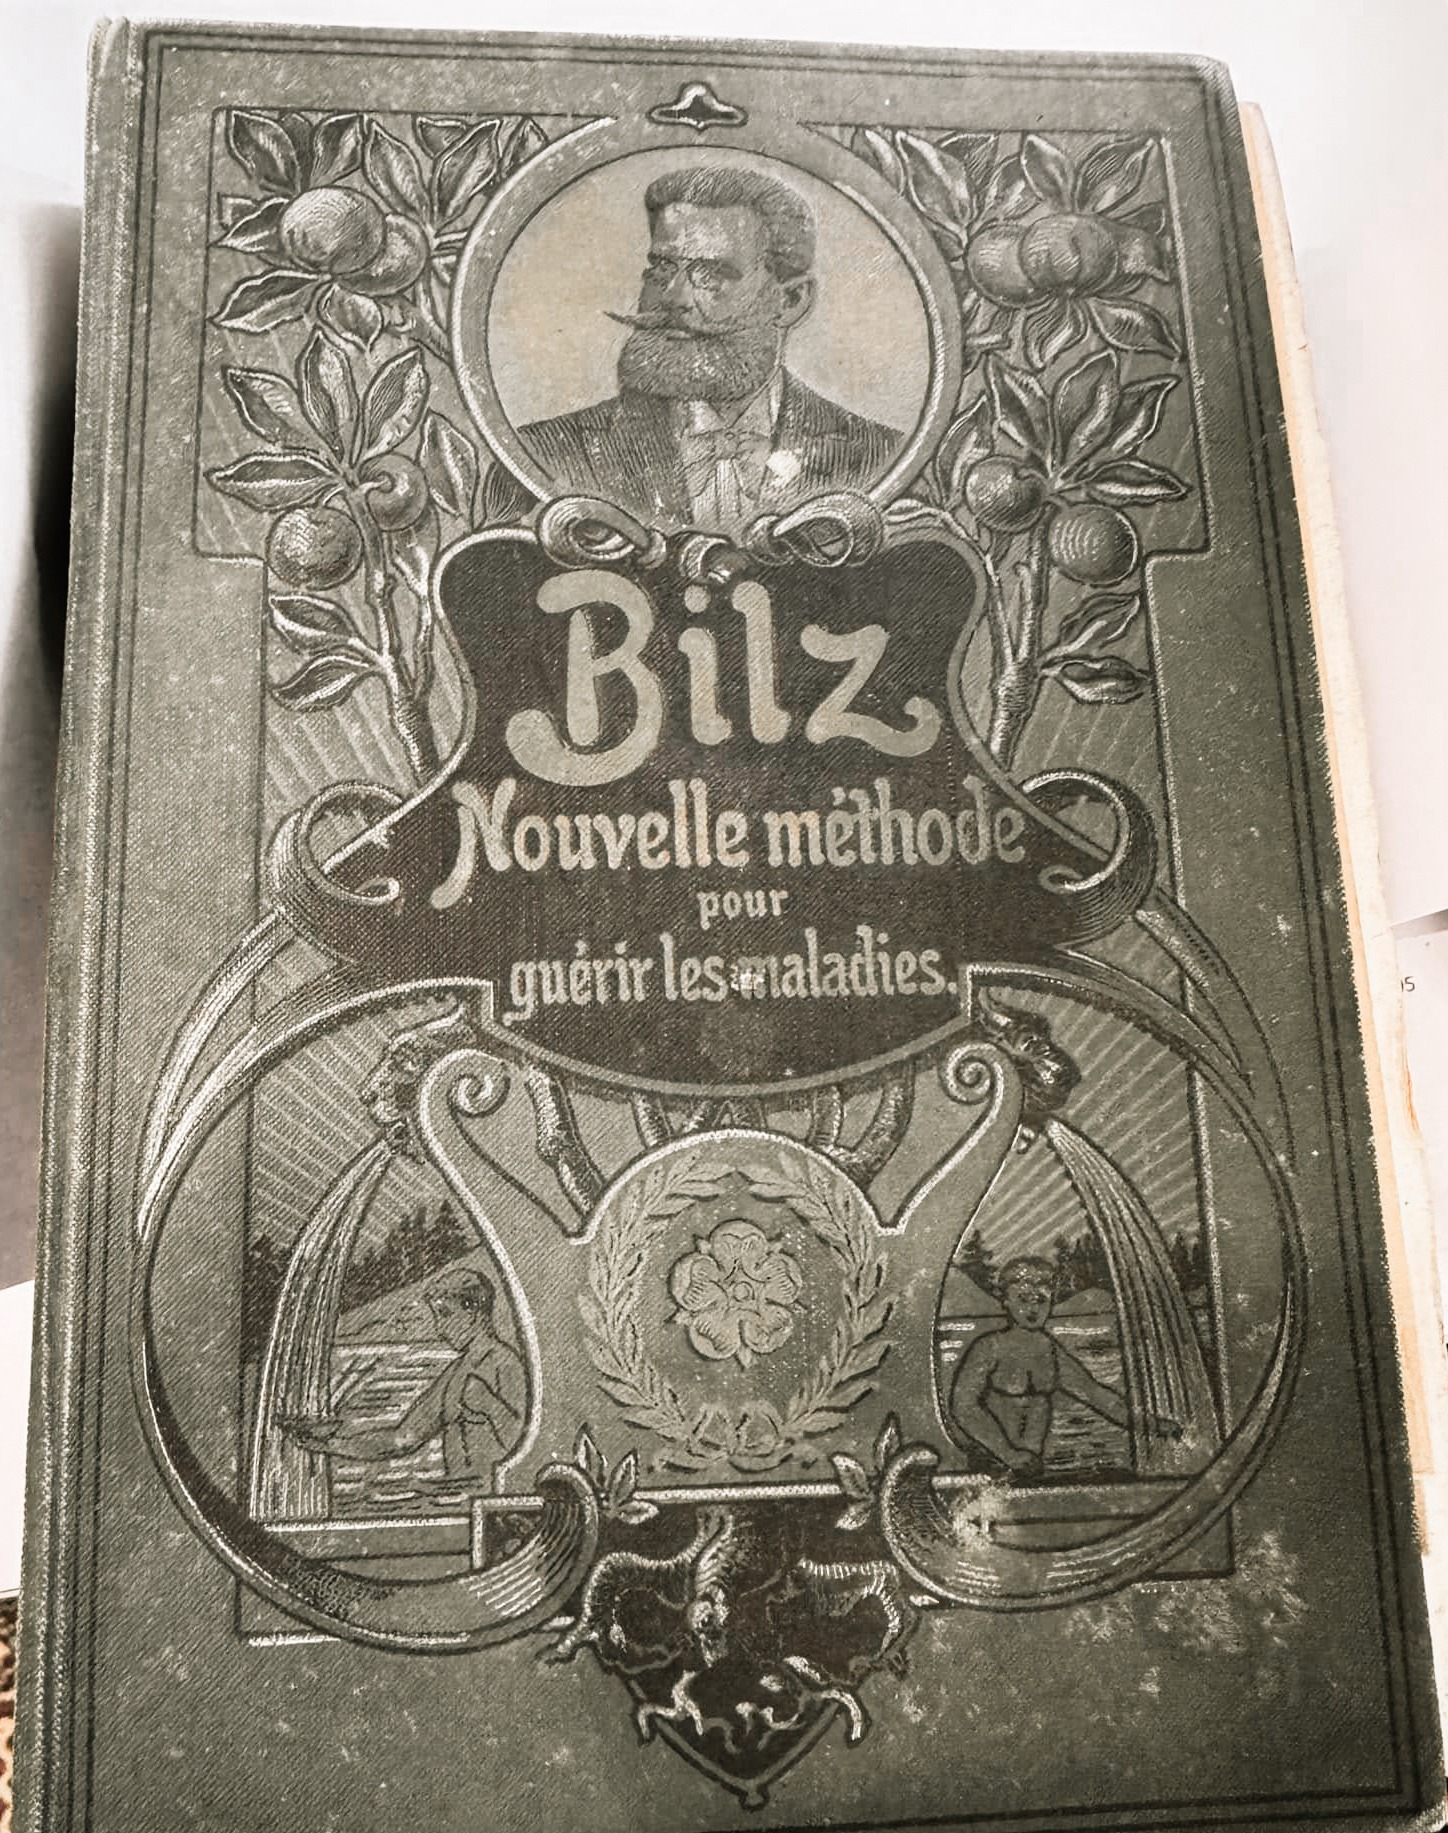 Bilz
Nouvelle méthode
pour
guérir les maladies.